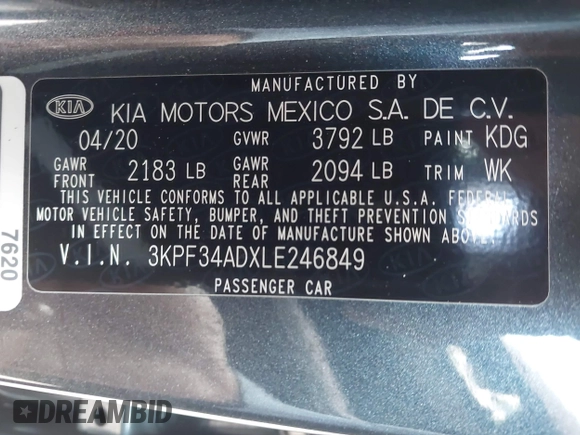 MANUFACTURED BY
KIA KIA MOTORS MEXICO S.A. DE C.V.
04/20 GVWR 3792 LB PAINT KDG
GAWR FRONT 2183 LB GAWR REAR 2094 LB TRIM WK
THIS VEHICLE CONFORMS TO ALL APPLICABLE U.S.A. FEDERAL
MOTOR VEHICLE SAFETY, BUMPER, AND THEFT PREVENTION STANDARDS
IN EFFECT ON THE DATE OF MANUFACTURE SHOWN ABOVE.
V.I.N. 3KPF34ADXLE246849
PASSENGER CAR
7620
DREAMBID